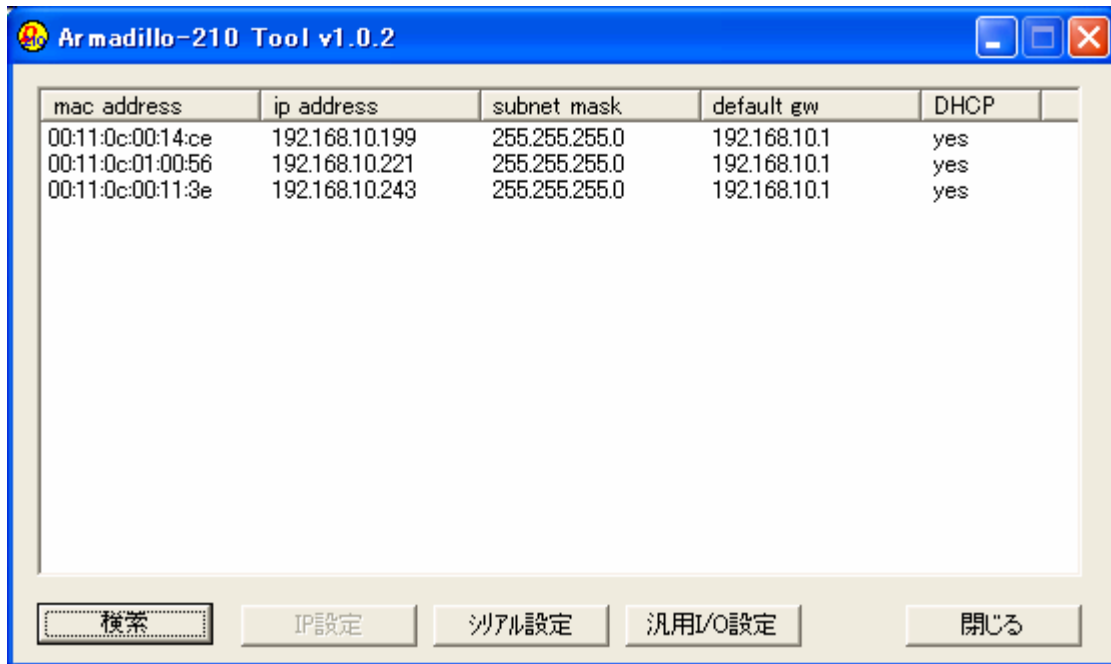 Armadillo-210 Tool v1.0.2
mac address ip address subnet mask default gw DHCP
00:11:0c:00:14:ce 192.168.10.199 255.255.255.0 192.168.10.1 yes
00:11:0c:01:00:56 192.168.10.221 255.255.255.0 192.168.10.1 yes
00:11:0c:00:11:3e 192.168.10.243 255.255.255.0 192.168.10.1 yes
検索 IP設定 シリアル設定 汎用I/O設定 閉じる